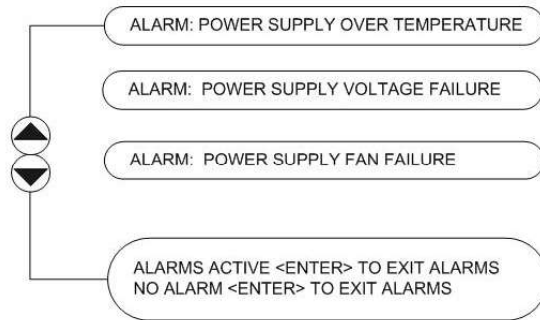 ALARM: POWER SUPPLY OVER TEMPERATURE
ALARM: POWER SUPPLY VOLTAGE FAILURE
ALARM: POWER SUPPLY FAN FAILURE
ALARMS ACTIVE <ENTER> TO EXIT ALARMS
NO ALARM <ENTER> TO EXIT ALARMS